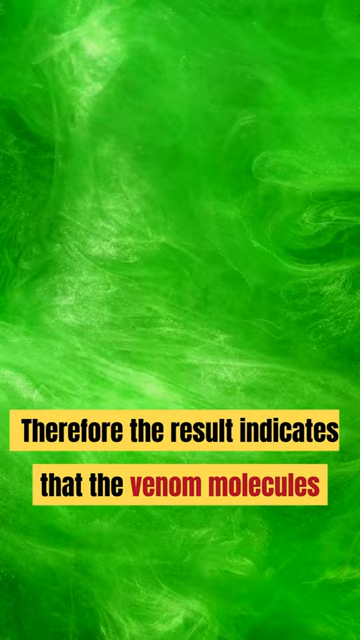 Therefore the result indicates
that the venom molecules